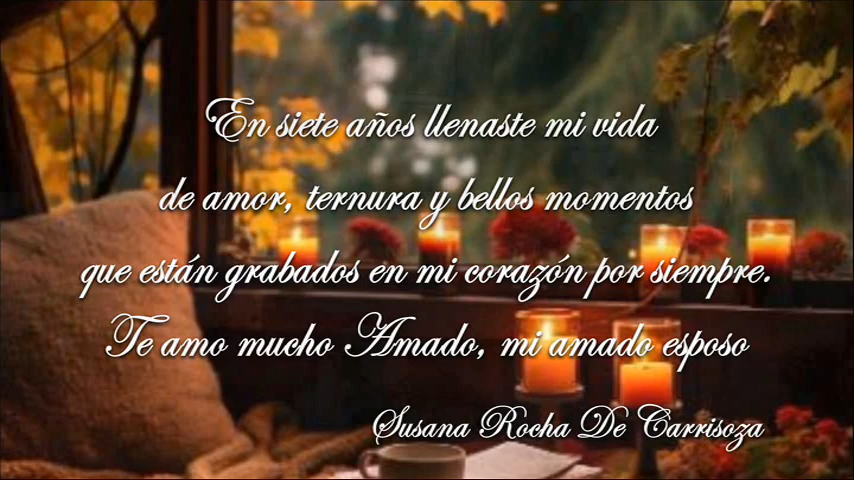 En siete años llenaste mi vida
de amor, ternura y bellos momentos
que están grabados en mi corazón por siempre.
Te amo mucho Amado, mi amado esposo
Susana Rocha De Carrisoza